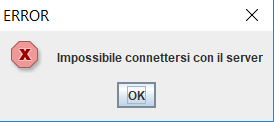 ERROR
Impossibile connettersi con il server
OK